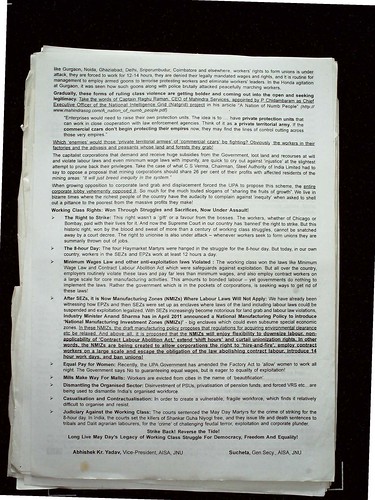 like Gurgaon, Noida, Ghaziabad, Delhi, Sriperumbudur, Coimbatore and elsewhere, workers' rights to form unions is under
attack, they are forced to work for 12-14 hours, they are denied their legally mandated wages and rights, and it is routine for
management to employ armed goons to terrorise workers and eliminate workers' leaders. In the Honda agitation
at Gurgaon, it was seen how such goons along with police brutally attacked peacefully marching workers.
Gradually, these forms of ruling class violence are getting bolder and coming out into the open and seeking
legitimacy. Take the words of Captain Raghu Raman, CEO of Mahindra Services, appointed by P Chidambaram as Chief
Executive Officer of the National Intelligence Grid (Natgrid) project in his article "A Nation of Numb People"
"Enterprises would need to raise their own protection units. The idea is to ... have private protection units that
can work in close cooperation with law enforcement agencies. Think of it as a private territorial army. If the
commercial czars don't begin protecting their empires now, they may find the lines of control cutting across
those very empires."
Which 'enemies' would those 'private territorial armies' of 'commercial czars' be fighting? Obviously, the workers in their
factories and the adivasis and peasants whose land and forests they grab!
The capitalist corporations that demand and receive huge subsidies from the Government, loot land and resources at will
and violate labour laws and even minimum wage laws with impunity, are quick to cry out against 'injustice' at the slightest
attempt to prune back their privileges. Take the case of what C S Verma, Chairman, Steel Authority of India Limited had to
say to oppose a proposal that mining corporations should share 26 per cent of their profits with affected residents of the
mining areas: "It will just breed inequity in the system."
When growing opposition to corporate land grab and displacement forced the UPA to propose this scheme, the entire
corporate lobby vehemently opposed it. So much for the much touted slogans of "sharing the fruits of growth". We live in
bizarre times where the richest people of the country have the audacity to complain against 'inequity' when asked to shell
out a pittance to the poorest from the massive profits they make!
Working Class Rights: Won Through Struggles and Sacrifices, Now Under Assault!
➤ The Right to Strike: This right wasn't a 'gift' or a favour from the bosses. The workers, whether of Chicago or
Bombay, paid with their lives for it. And now the Supreme Court in our country has 'banned' the right to strike. But this
historic right, won by the blood and sweat of more than a century of working class struggles, cannot be snatched
away by a court decree. The right to unionise is also under attack – whenever workers seek to form unions they are
summarily thrown out of jobs.
➤ The 8-hour Day: The four Haymarket Martyrs were hanged in the struggle for the 8-hour day. But today, in our own
country, workers in the SEZs and EPZs work at least 12 hours a day.
➤ Minimum Wages Law and other anti-exploitation laws Violated : The working class won the laws like Minimum
Wage Law and Contract Labour Abolition Act which were safeguards against exploitation. But all over the country,
employers routinely violate these laws and pay far less than minimum wages, and also employ contract workers on
a large scale for core manufacturing activities. This amounts to bonded labour – yet governments do nothing to
implement the laws. Rather the government which is in the pockets of corporations, is seeking ways to get rid of
these laws!
➤ After SEZs, it is Now Manufacturing Zones (NMIZs) Where Labour Laws Will Not Apply: We have already been
witnessing how EPZs and then SEZs were set up as enclaves where laws of the land including labour laws could be
suspended and exploitation legalized. With SEZs increasingly become notorious for land grab and labour law violations,
Industry Minister Anand Sharma has in April 2011 announced a National Manufacturing Policy to introduce
National Manufacturing Investment Zones (NMIZs)' - big enclaves which could even subsume several special economic
zones. In these NMIZs, the draft manufacturing policy proposes that regulations for acquiring environmental clearance
etc be relaxed. And above all, it is proposed that the NMIZs will enjoy flexibility to downsize labour, non-
applicability of 'Contract Labour Abolition Act', extend 'shift hours' and curtail unionization rights. In other
words, the NMIZs are being created to allow corporations the right to 'hire-and-fire', employ contract
workers on a large scale and escape the obligation of the law abolishing contract labour, introduce 14
hour work days, and ban unions!
➤ Equal Pay for Women: Recently, the UPA Government has amended the Factory Act to 'allow' women to work all
night. The Government says No to guaranteeing equal wages, but is eager to equality of exploitation!
➤ Mills Make Way For Malls: Workers are evicted from cities in the name of 'beautification'.
➤ Dismantling the Organised Sector: Disinvestment of PSUs; privatisation of pension funds; and forced VRS etc...are
being used to dismantle India's organised workforce.
➤ Casualisation and Contractualisation: In order to create a vulnerable, fragile workforce; which finds it relatively
difficult to organise and resist.
➤ Judiciary Against the Working Class: The courts sentenced the May Day Martyrs for the crime of striking for the
8-hour day. In India, the courts set the killers of Shankar Guha Niyogi free, and they issue life and death sentences to
tribals and Dalit agrarian labourers, for the 'crime' of challenging feudal terror, exploitation and corporate plunder.
Strike Back! Reverse the Tide!
Long Live May Day's Legacy of Working Class Struggle For Democracy, Freedom And Equality!
Abhishek Kr. Yadav, Vice-President, AISA, JNU Sucheta, Gen.Secy., AISA, JNU